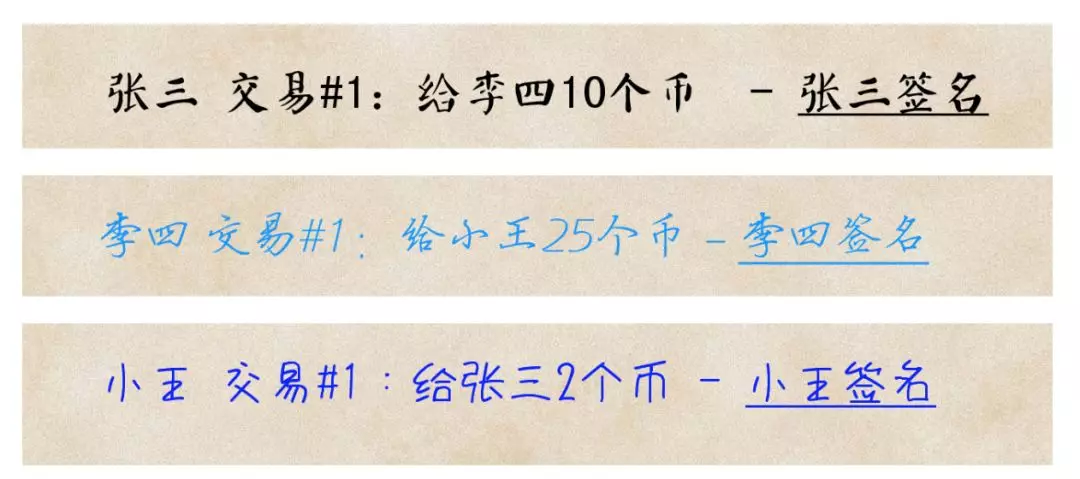 张三 交易#1：给李四10个币 - 张三签名
李四 交易#1：给小王25个币 - 李四签名
小王 交易#1：给张三2个币 - 小王签名